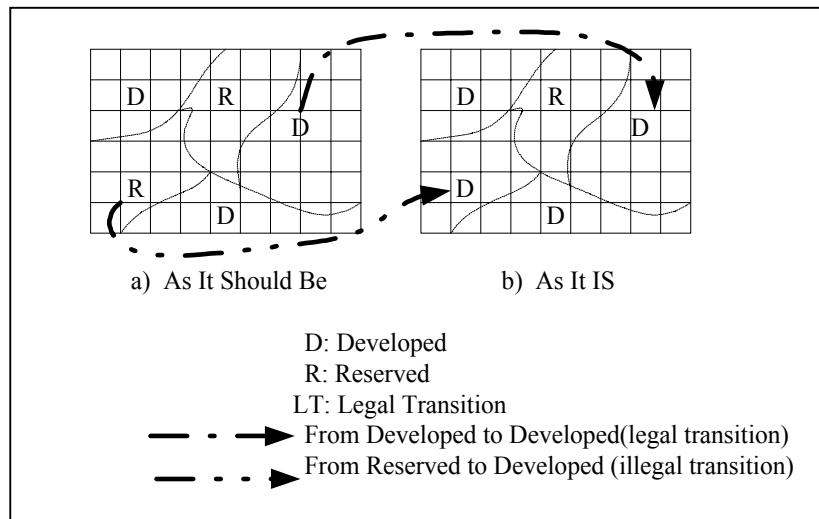 D R D D R D
R D
D D
a) As It Should Be b) As It IS
D: Developed
R: Reserved
LT: Legal Transition
From Developed to Developed(legal transition)
From Reserved to Developed (illegal transition)